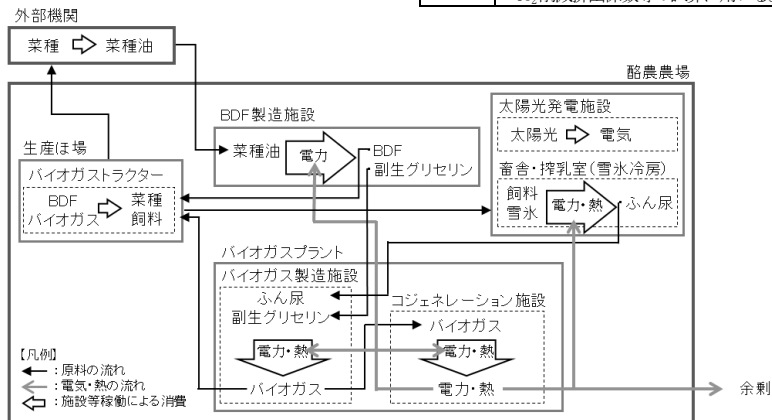 外部機関
菜種 菜種油
酪農農場
BDF製造施設
菜種油 電力 BDF
副生グリセリン
太陽光発電施設
太陽光 電気
畜舎・搾乳室(雪氷冷房)
飼料
雪氷
電力・熱 ふん尿
生産ほ場
バイオガストラクター
BDF
バイオガス
菜種
飼料
バイオガスプラント
バイオガス製造施設
ふん尿
副生グリセリン
電力・熱
バイオガス
コジェネレーション施設
バイオガス
電力・熱
電力・熱
余剰
【凡例】
:原料の流れ
:電気・熱の流れ
:施設等稼働による消費